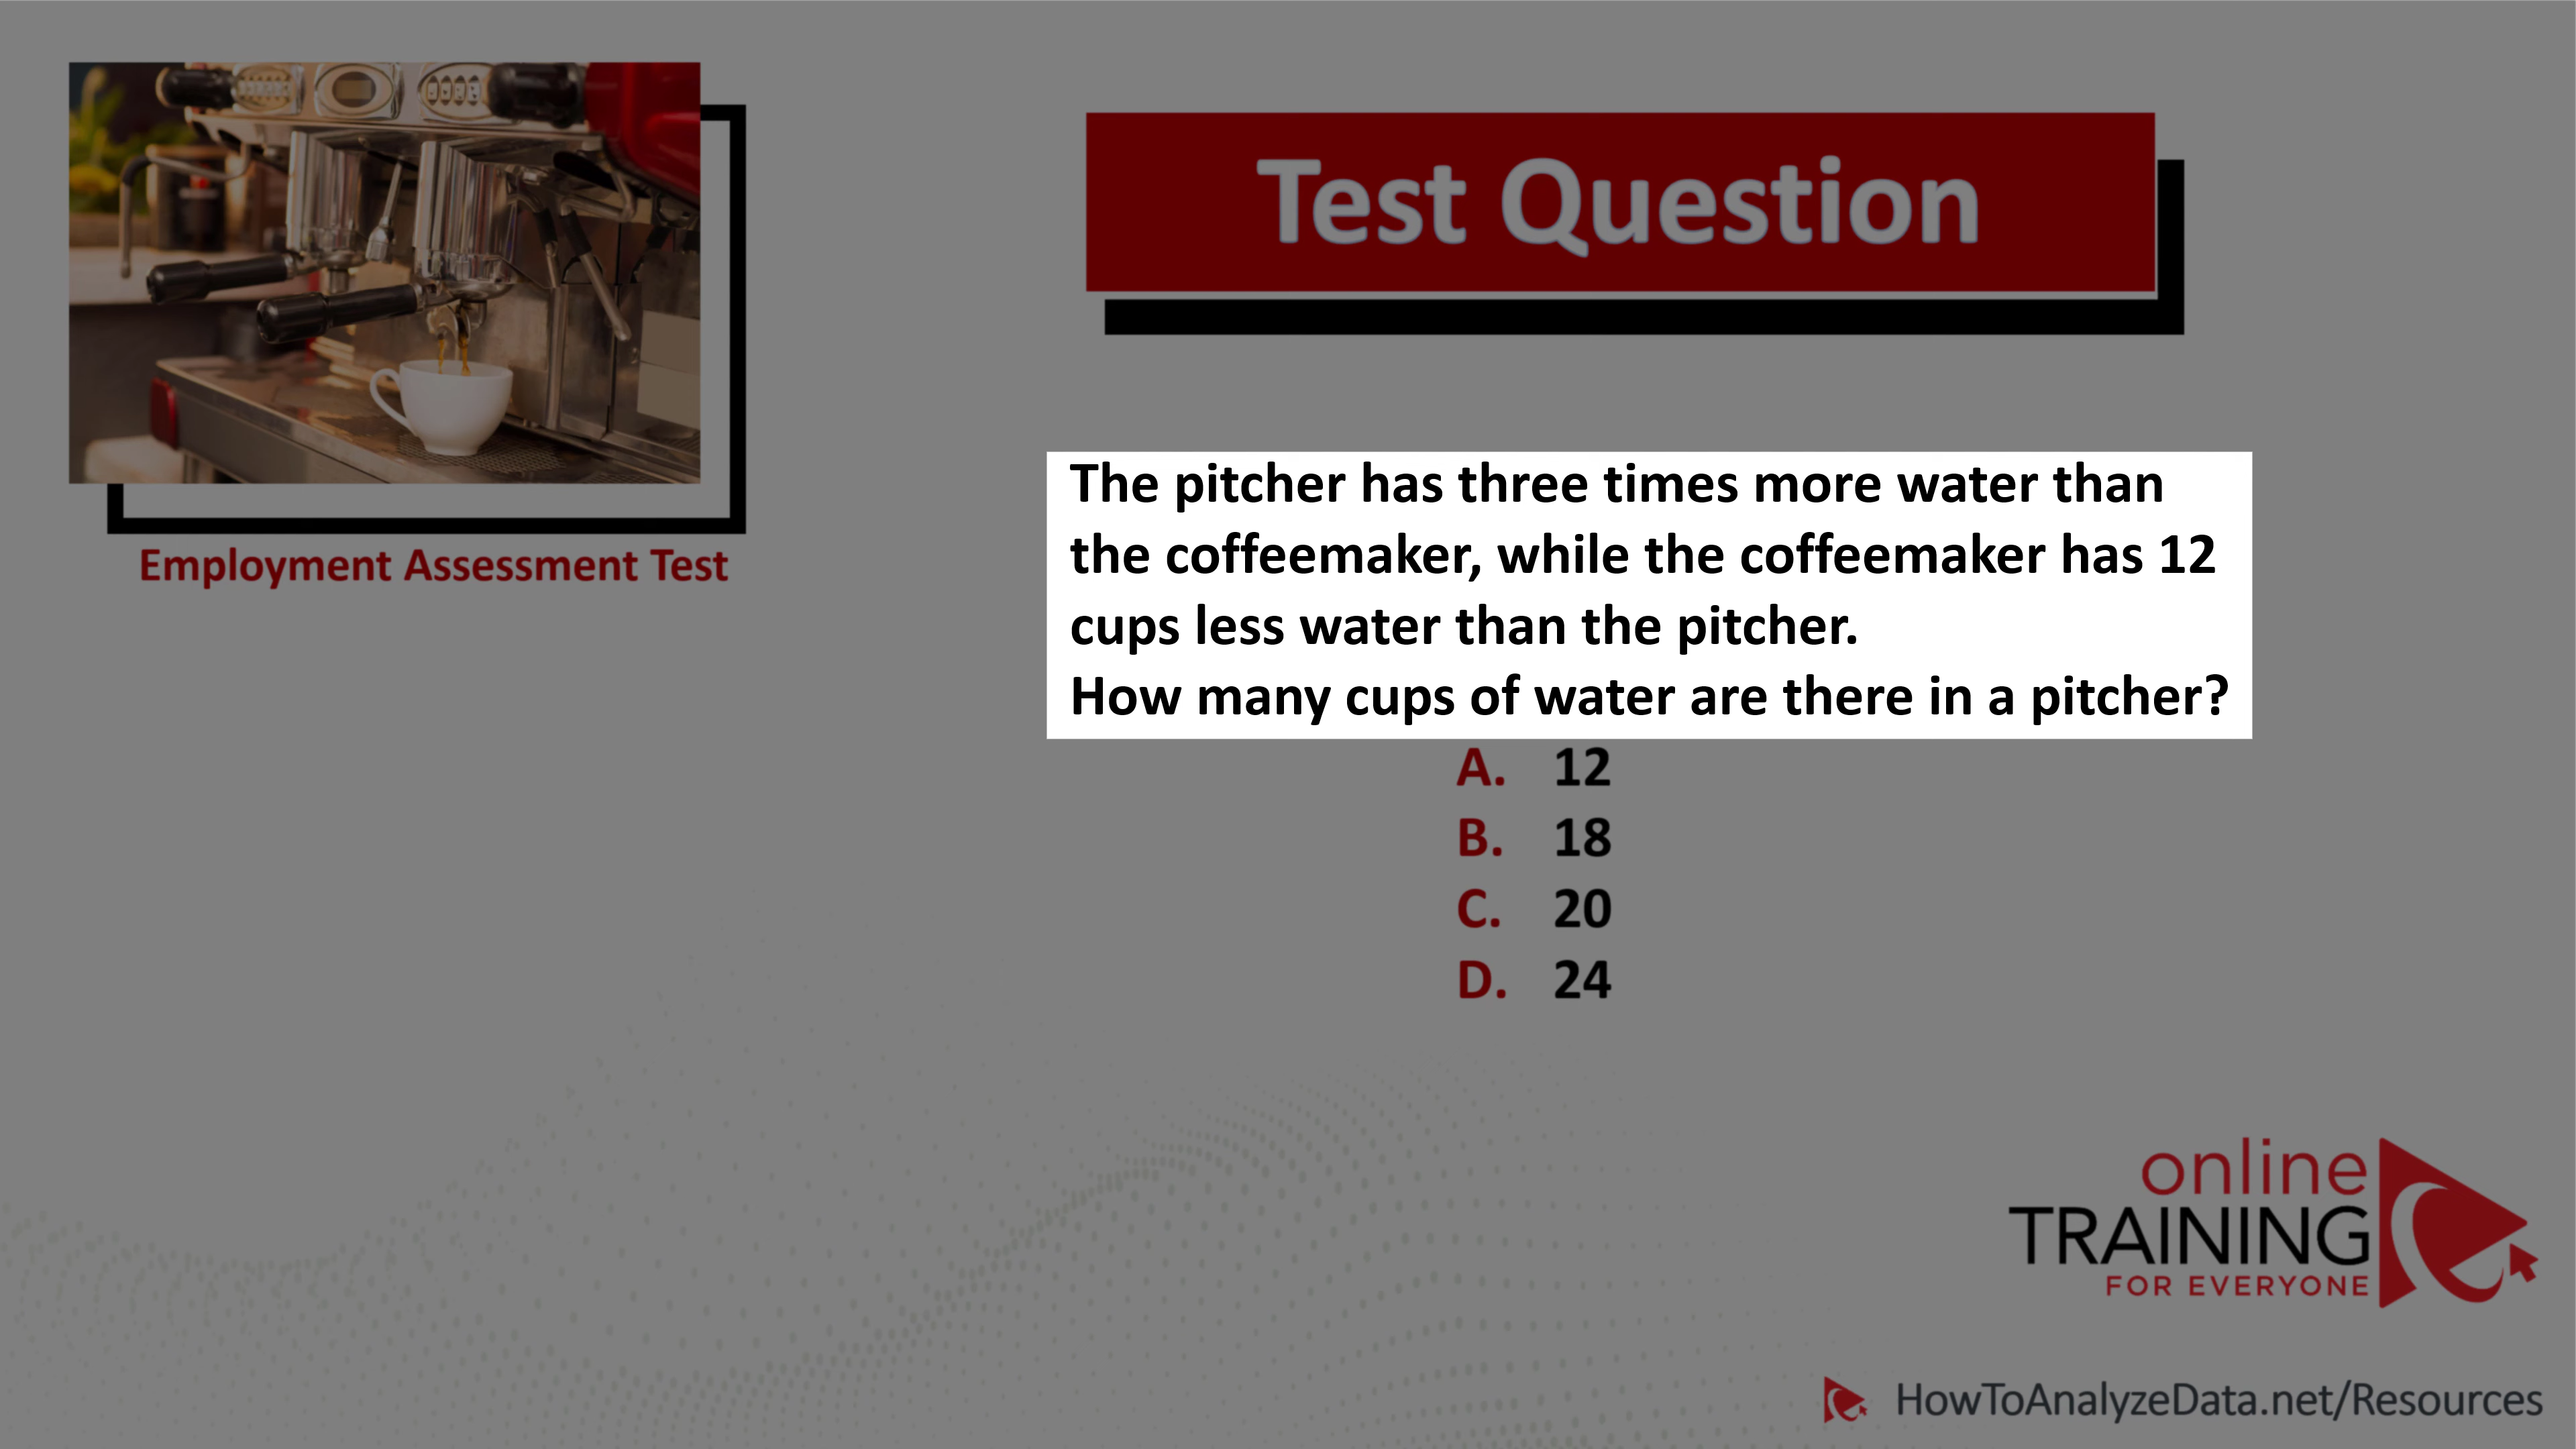 Test Question
Employment Assessment Test
The pitcher has three times more water than
the coffeemaker, while the coffeemaker has 12
cups less water than the pitcher.
How many cups of water are there in a pitcher?
A. 12
B. 18
C. 20
D. 24
online
TRAINING
FOR EVERYONE
HowToAnalyzeData.net/Resources